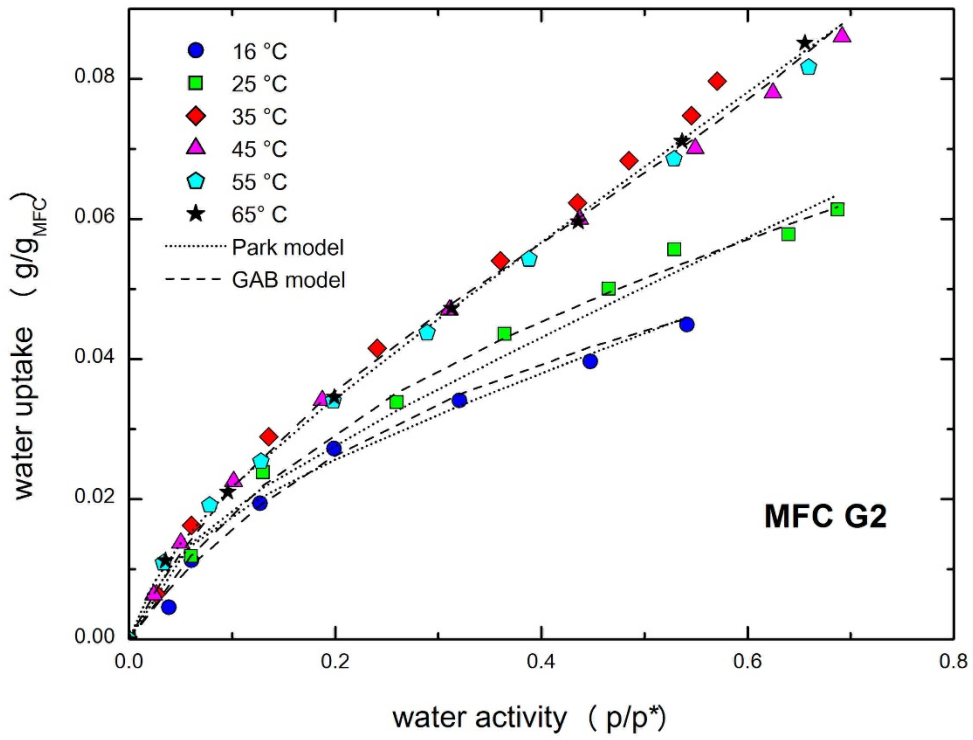 0.08
0.06
0.04
0.02
0.00
water uptake ( g/g_MFC)
16 °C
25 °C
35 °C
45 °C
55 °C
65° C
Park model
GAB model
MFC G2
0.0 0.2 0.4 0.6 0.8
water activity ( p/p*)